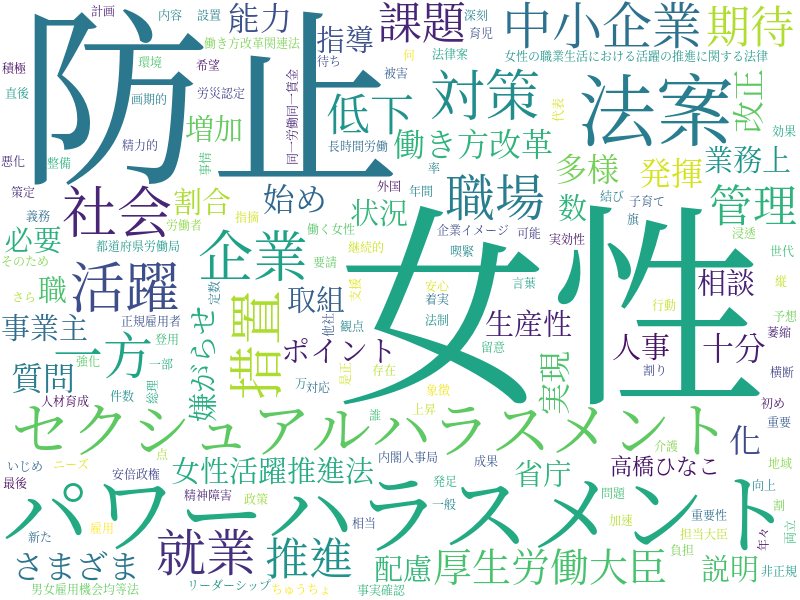 防止
女性
法案
パワーハラスメント
セクシュアルハラスメント
措置
活躍
企業
職場
社会
対策
課題
中小企業
期待
能力
指導
低下
増加
働き方改革
改正
業務上
多様
発揮
管理
割合
始め
状況
数
必要
職
事業主
一方
質問
取組
嫌がらせ
ポイント
生産性
実現
相談
人事
十分
化
女性活躍推進法
省庁
高橋ひなこ
就業
推進
さまざま
配慮
厚生労働大臣
説明
計画
内容
設置
深刻
育児
働き方改革関連法
待ち
何
法律案
女性の職業生活における活躍の推進に関する法律
積極
環境
希望
被害
代表
直後
画期的
労災認定
同一労働同一賃金
長時間労働
効果
悪化
整備
精力的
事情
率
策定
外国
年間
結び
子育て
義務
労働者
指摘
働く女性
企業イメージ
可能
実効性
旗
浸透
都道府県労働局
継続的
喫緊
世代
そのため
要請
支援
安心
言葉
縦
さら
定数
着実
行動
予想
正規雇用者
他社
観点
法制
留意
萎縮
登用
強化
一部
是正
存在
割り
横断
人材育成
件数
総理
万
対応
象徴
初め
誰
上昇
重要
点
介護
いじめ
ニーズ
安倍政権
内閣人事局
成果
地域
最後
精神障害
政策
発足
問題
向上
一般
割
新た
雇用
相当
加速
重要性
担当大臣
年々
両立
負担
男女雇用機会均等法
リーダーシップ
ちゅうちょ
事実確認
非正規